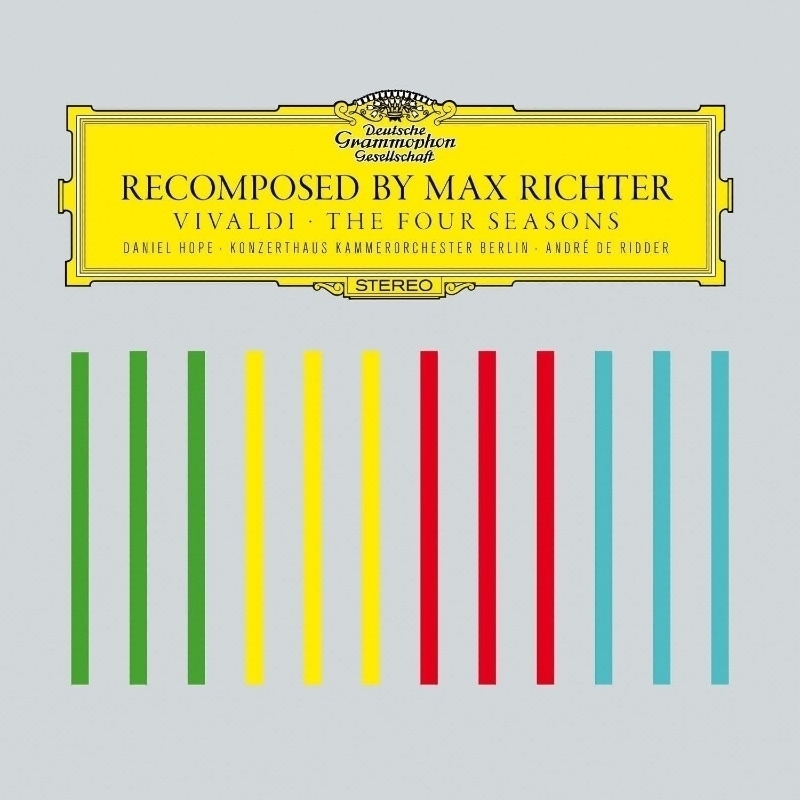 Deutsche
Grammophon
Gesellschaft
RECOMPOSED BY MAX RICHTER
VIVALDI · THE FOUR SEASONS
DANIEL HOPE · KONZERTHAUS KAMMERORCHESTER BERLIN · ANDRÉ DE RIDDER
STEREO